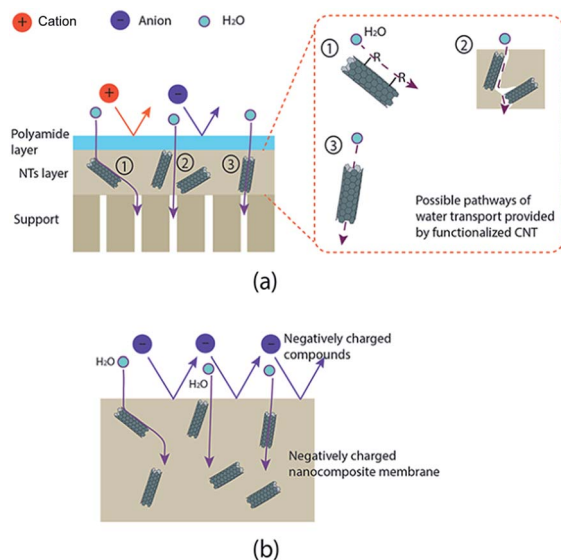 Cation
Anion
H₂O
+
-
+
-
Polyamide
layer
NTs layer
Support
1
2
3
1
H₂O
R
R
2
3
Possible pathways of
water transport provided
by functionalized CNT
(a)
H₂O
-
-
-
Negatively charged
compounds
H₂O
Negatively charged
nanocomposite membrane
(b)